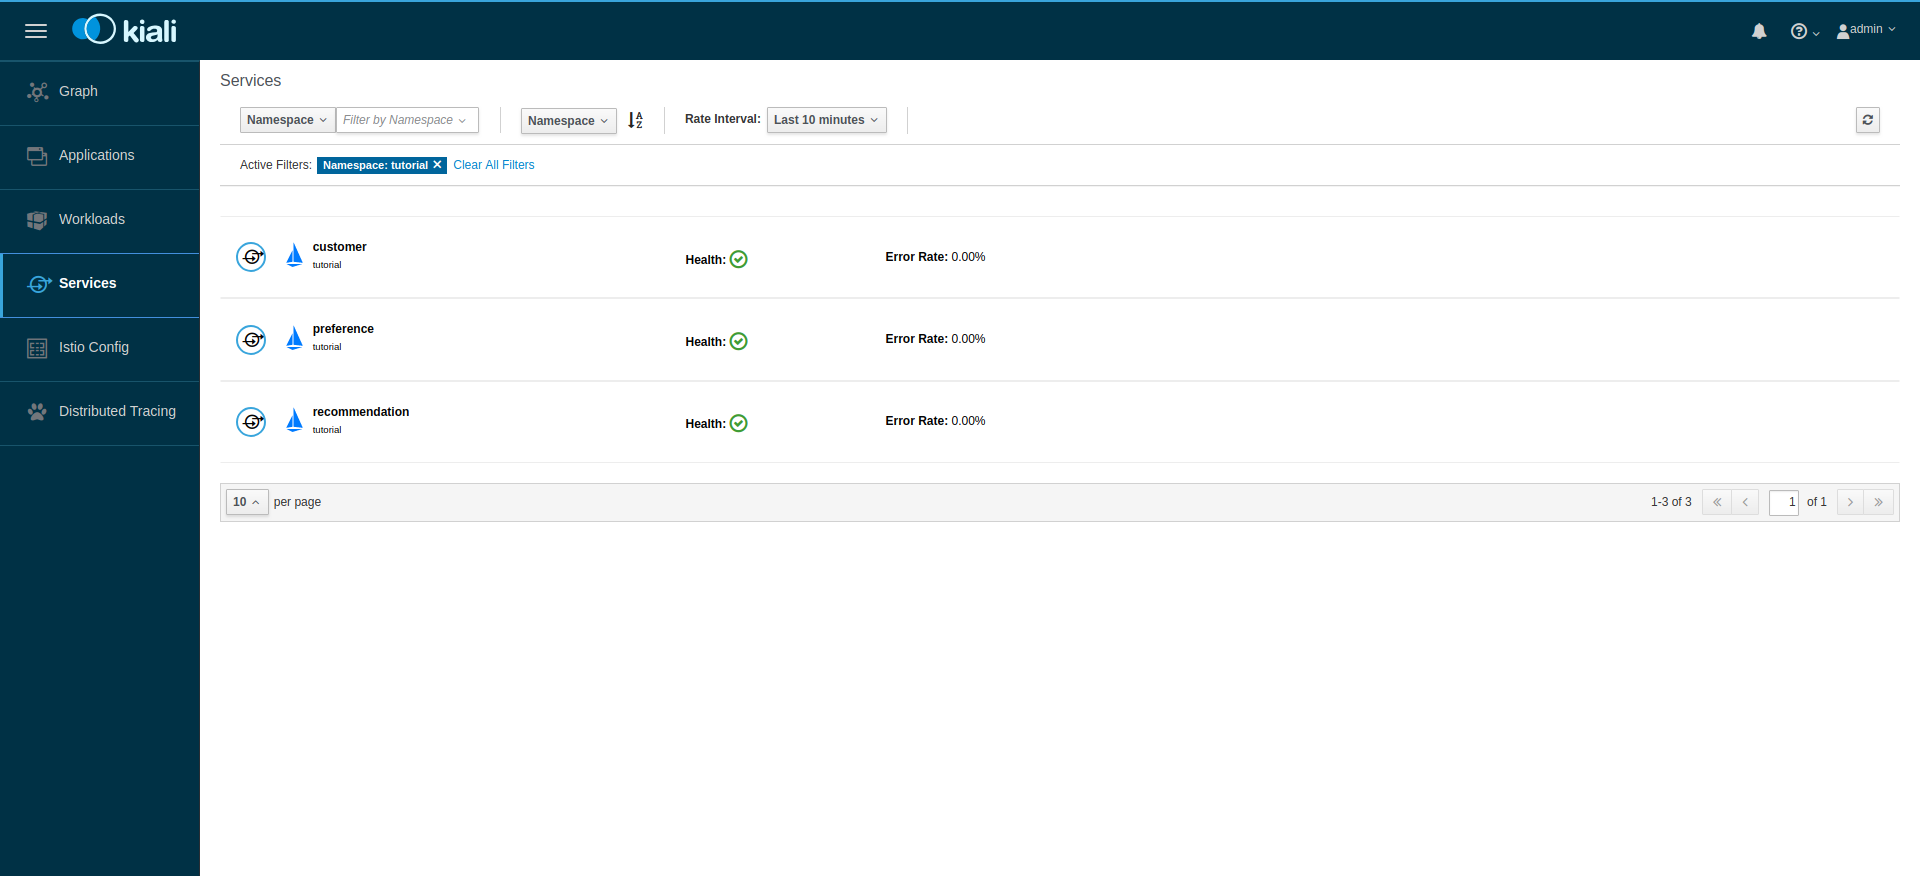 kiali
admin
Graph
Applications
Workloads
Services
Istio Config
Distributed Tracing
Services
Namespace Filter by Namespace Namespace A Z Rate Interval: Last 10 minutes
Active Filters: Namespace: tutorial Clear All Filters
customer
tutorial
Health: Error Rate: 0.00%
preference
tutorial
Health: Error Rate: 0.00%
recommendation
tutorial
Health: Error Rate: 0.00%
10 per page 1-3 of 3 1 of 1